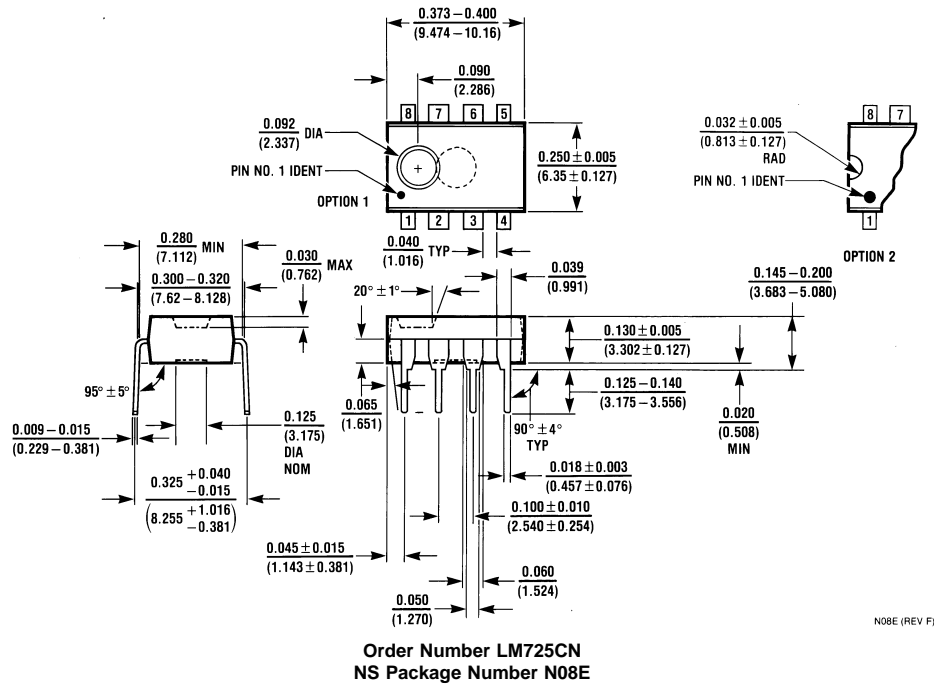 0.373 – 0.400
(9.474 – 10.16)
0.090
(2.286)
8 7 6 5
0.092 DIA
(2.337)
PIN NO. 1 IDENT
OPTION 1
+
1 2 3 4
0.250 ± 0.005
(6.35 ± 0.127)
8 7
0.032 ± 0.005
(0.813 ± 0.127)
RAD
PIN NO. 1 IDENT
1
OPTION 2
0.280 MIN
(7.112)
0.300 – 0.320
(7.62 – 8.128)
0.030 MAX
(0.762)
0.040 TYP
(1.016)
20° ± 1°
0.039
(0.991)
0.145 – 0.200
(3.683 – 5.080)
0.130 ± 0.005
(3.302 ± 0.127)
0.125 – 0.140
(3.175 – 3.556)
0.020
(0.508)
MIN
95° ± 5°
0.009 – 0.015
(0.229 – 0.381)
0.125
(3.175)
DIA
NOM
0.065
(1.651)
90° ± 4°
TYP
0.018 ± 0.003
(0.457 ± 0.076)
0.325 +0.040
–0.015
(8.255 +1.016
–0.381)
0.100 ± 0.010
(2.540 ± 0.254)
0.045 ± 0.015
(1.143 ± 0.381)
0.060
(1.524)
0.050
(1.270)
N08E (REV F)
Order Number LM725CN
NS Package Number N08E